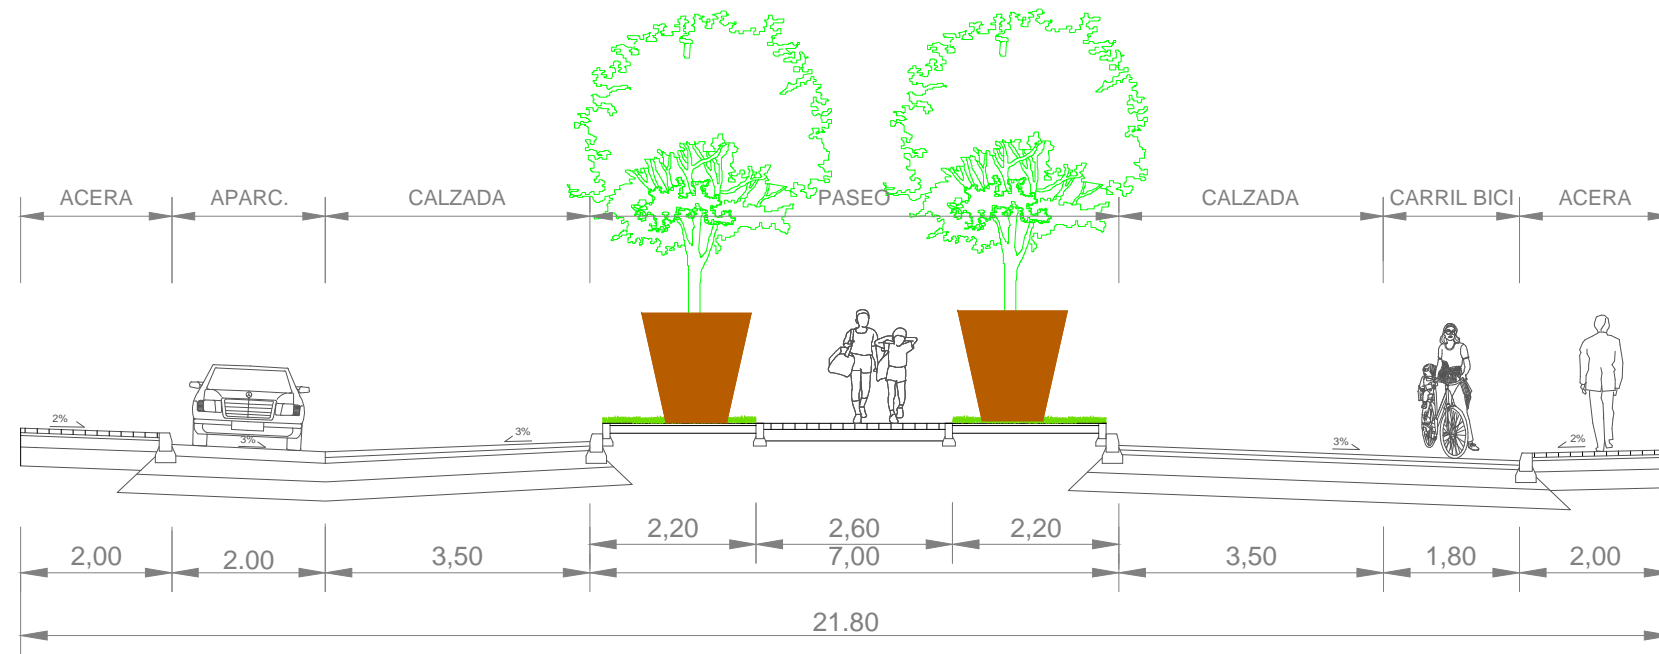 ACERA APARC. CALZADA PASEO CALZADA CARRIL BICI ACERA
2% 3% 3% 3% 2%
2,20 2,60 2,20
2,00 2.00 3,50 7,00 3,50 1,80 2,00
21.80